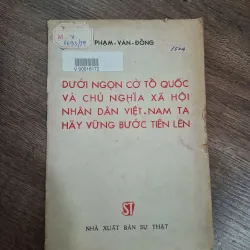 PHẠM-VĂN-ĐỒNG
DƯỚI NGỌN CỜ TỔ QUỐC
VÀ CHỦ NGHĨA XÃ HỘI
NHÂN DÂN VIỆT-NAM TA
HÃY VỮNG BƯỚC TIẾN LÊN
ST
NHÀ XUẤT BẢN SỰ THẬT